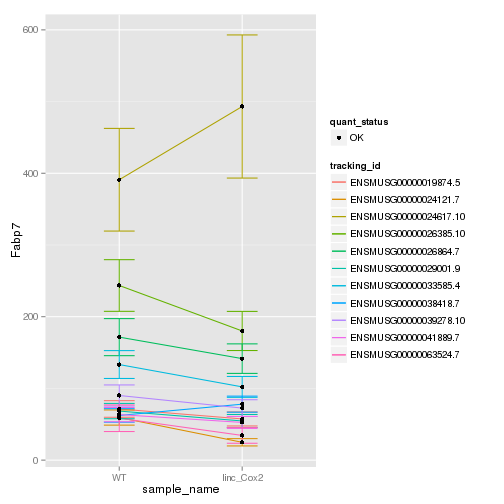 600
400
200
0
Fabp7
WT
linc_Cox2
sample_name
quant_status
OK
tracking_id
ENSMUSG00000019874.5
ENSMUSG00000024121.7
ENSMUSG00000024617.10
ENSMUSG00000026385.10
ENSMUSG00000026864.7
ENSMUSG00000029001.9
ENSMUSG00000033585.4
ENSMUSG00000038418.7
ENSMUSG00000039278.10
ENSMUSG00000041889.7
ENSMUSG00000063524.7